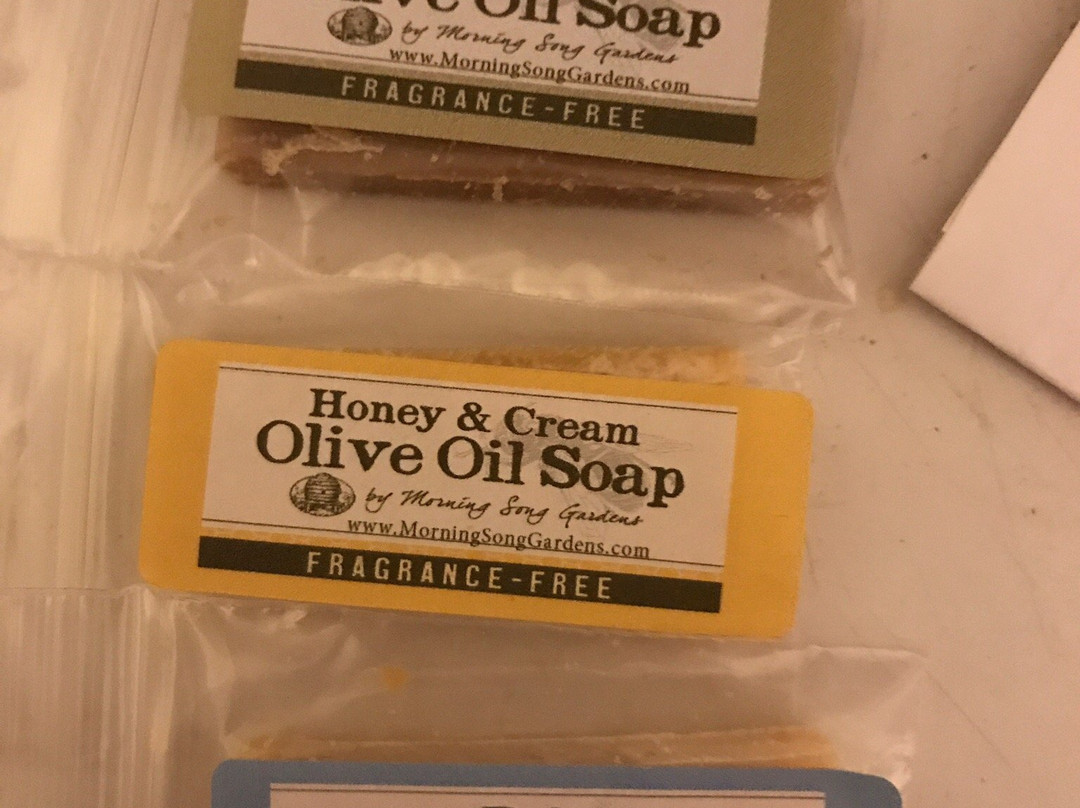 Olive Oil Soap
by Morning Song Gardens
www.MorningSongGardens.com
FRAGRANCE-FREE
Honey & Cream
Olive Oil Soap
by Morning Song Gardens
www.MorningSongGardens.com
FRAGRANCE-FREE